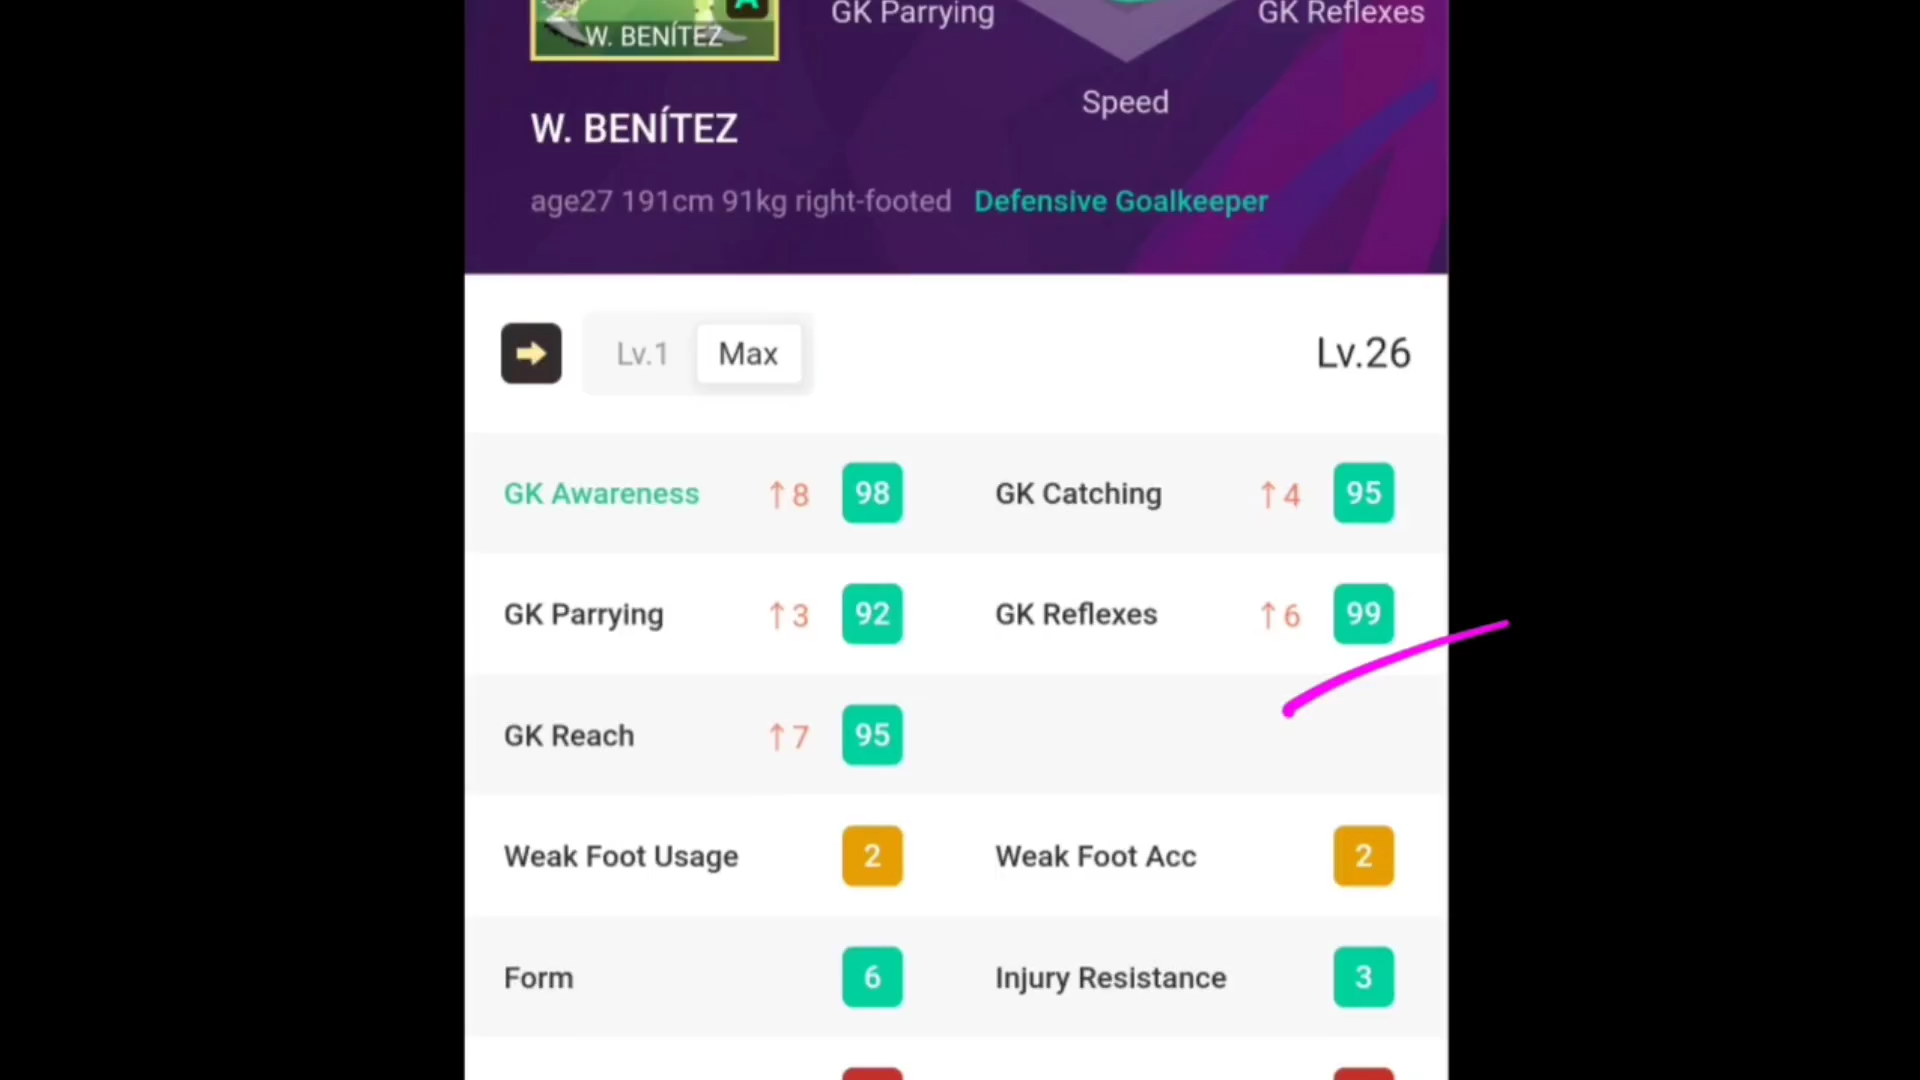 W. BENÍTEZ
GK Parrying
GK Reflexes
Speed
W. BENÍTEZ
age27 191cm 91kg right-footed Defensive Goalkeeper
Lv.1 Max Lv.26
GK Awareness ↑8 98 GK Catching ↑4 95
GK Parrying ↑3 92 GK Reflexes ↑6 99
GK Reach ↑7 95
Weak Foot Usage 2 Weak Foot Acc 2
Form 6 Injury Resistance 3